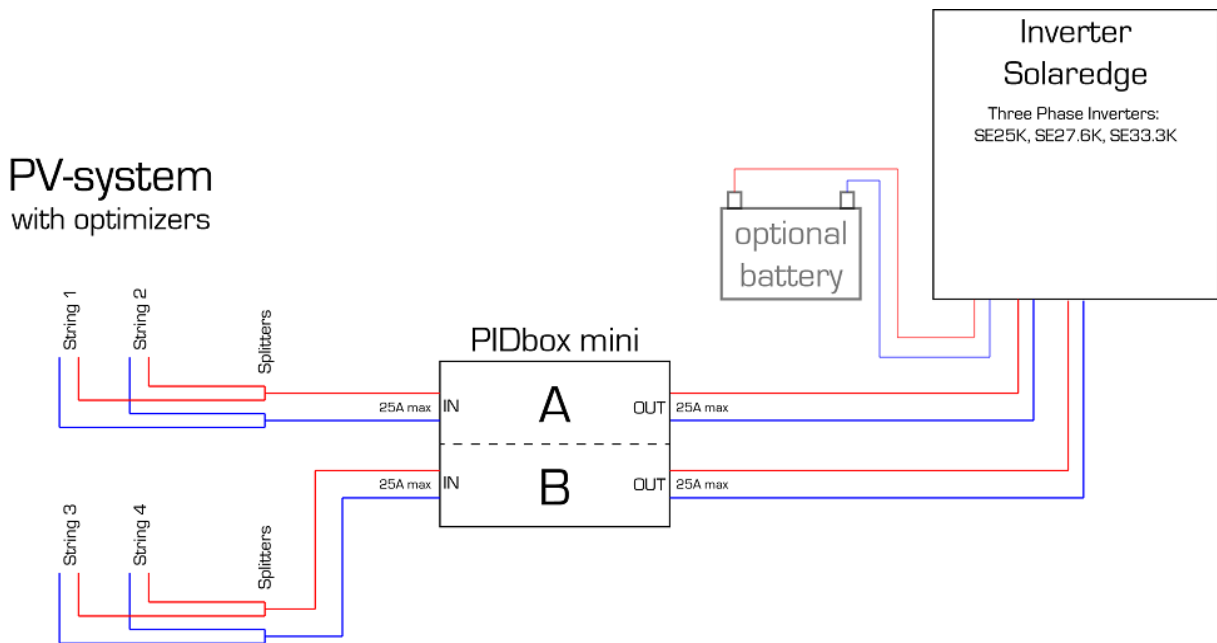 Inverter
Solaredge
Three Phase Inverters:
SE25K, SE27.6K, SE33.3K
PV-system
with optimizers
optional
battery
String 1
String 2
Splitters
PIDbox mini
25A max
IN
A
OUT
25A max
25A max
IN
B
OUT
25A max
String 3
String 4
Splitters